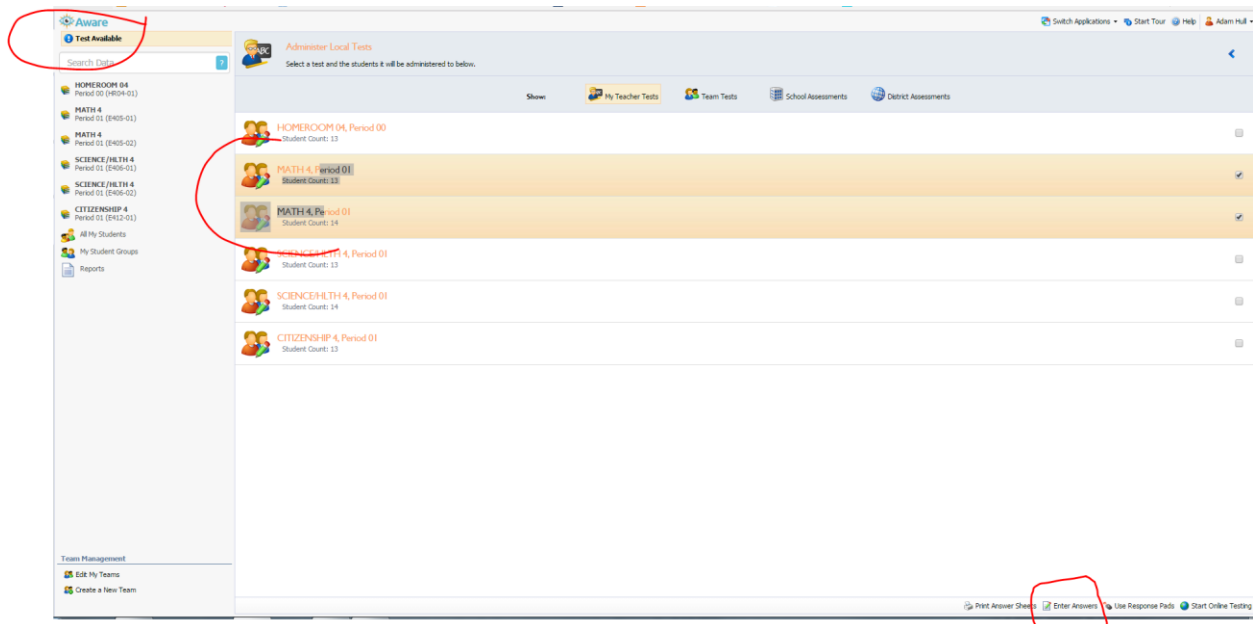 Aware
Switch Applications Start Tour Help Adam Hull
Test Available
Search Data ?
HOMEROOM 04
Period 00 (HR04-01)
MATH 4
Period 01 (E405-01)
MATH 4
Period 01 (E405-02)
SCIENCE/HLTH 4
Period 01 (E406-01)
SCIENCE/HLTH 4
Period 01 (E406-02)
CITIZENSHIP 4
Period 01 (E412-01)
All My Students
My Student Groups
Reports
Team Management
Edit My Teams
Create a New Team
ABC
Administer Local Tests
Select a test and the students it will be administered to below.
Show: My Teacher Tests Team Tests School Assessments District Assessments
HOMEROOM 04, Period 00
Student Count: 13
MATH 4, Period 01
Student Count: 13
MATH 4, Period 01
Student Count: 14
SCIENCE/HLTH 4, Period 01
Student Count: 13
SCIENCE/HLTH 4, Period 01
Student Count: 14
CITIZENSHIP 4, Period 01
Student Count: 13
Print Answer Sheets Enter Answers Use Response Pads Start Online Testing